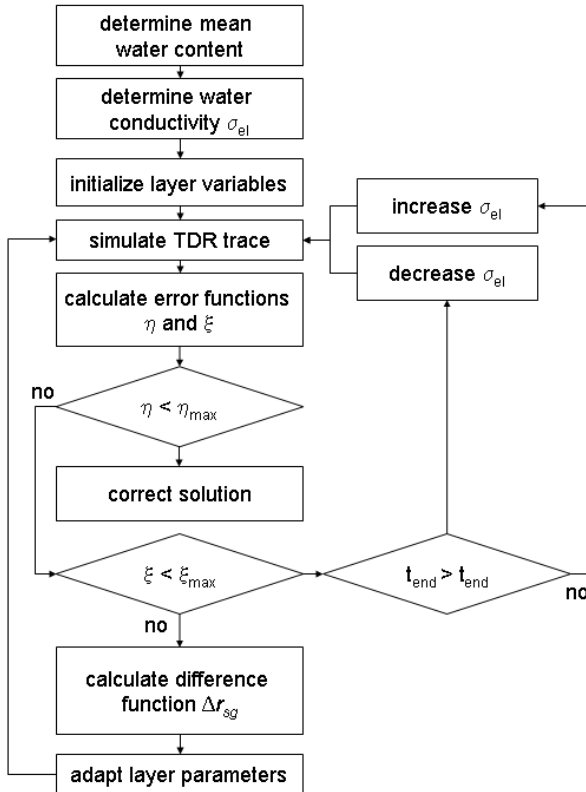 determine mean
water content
determine water
conductivity σel
initialize layer variables
simulate TDR trace
increase σel
decrease σel
calculate error functions
η and ξ
no
η < ηmax
correct solution
ξ < ξmax
tend > tend
no
no
calculate difference
function Δrsg
adapt layer parameters